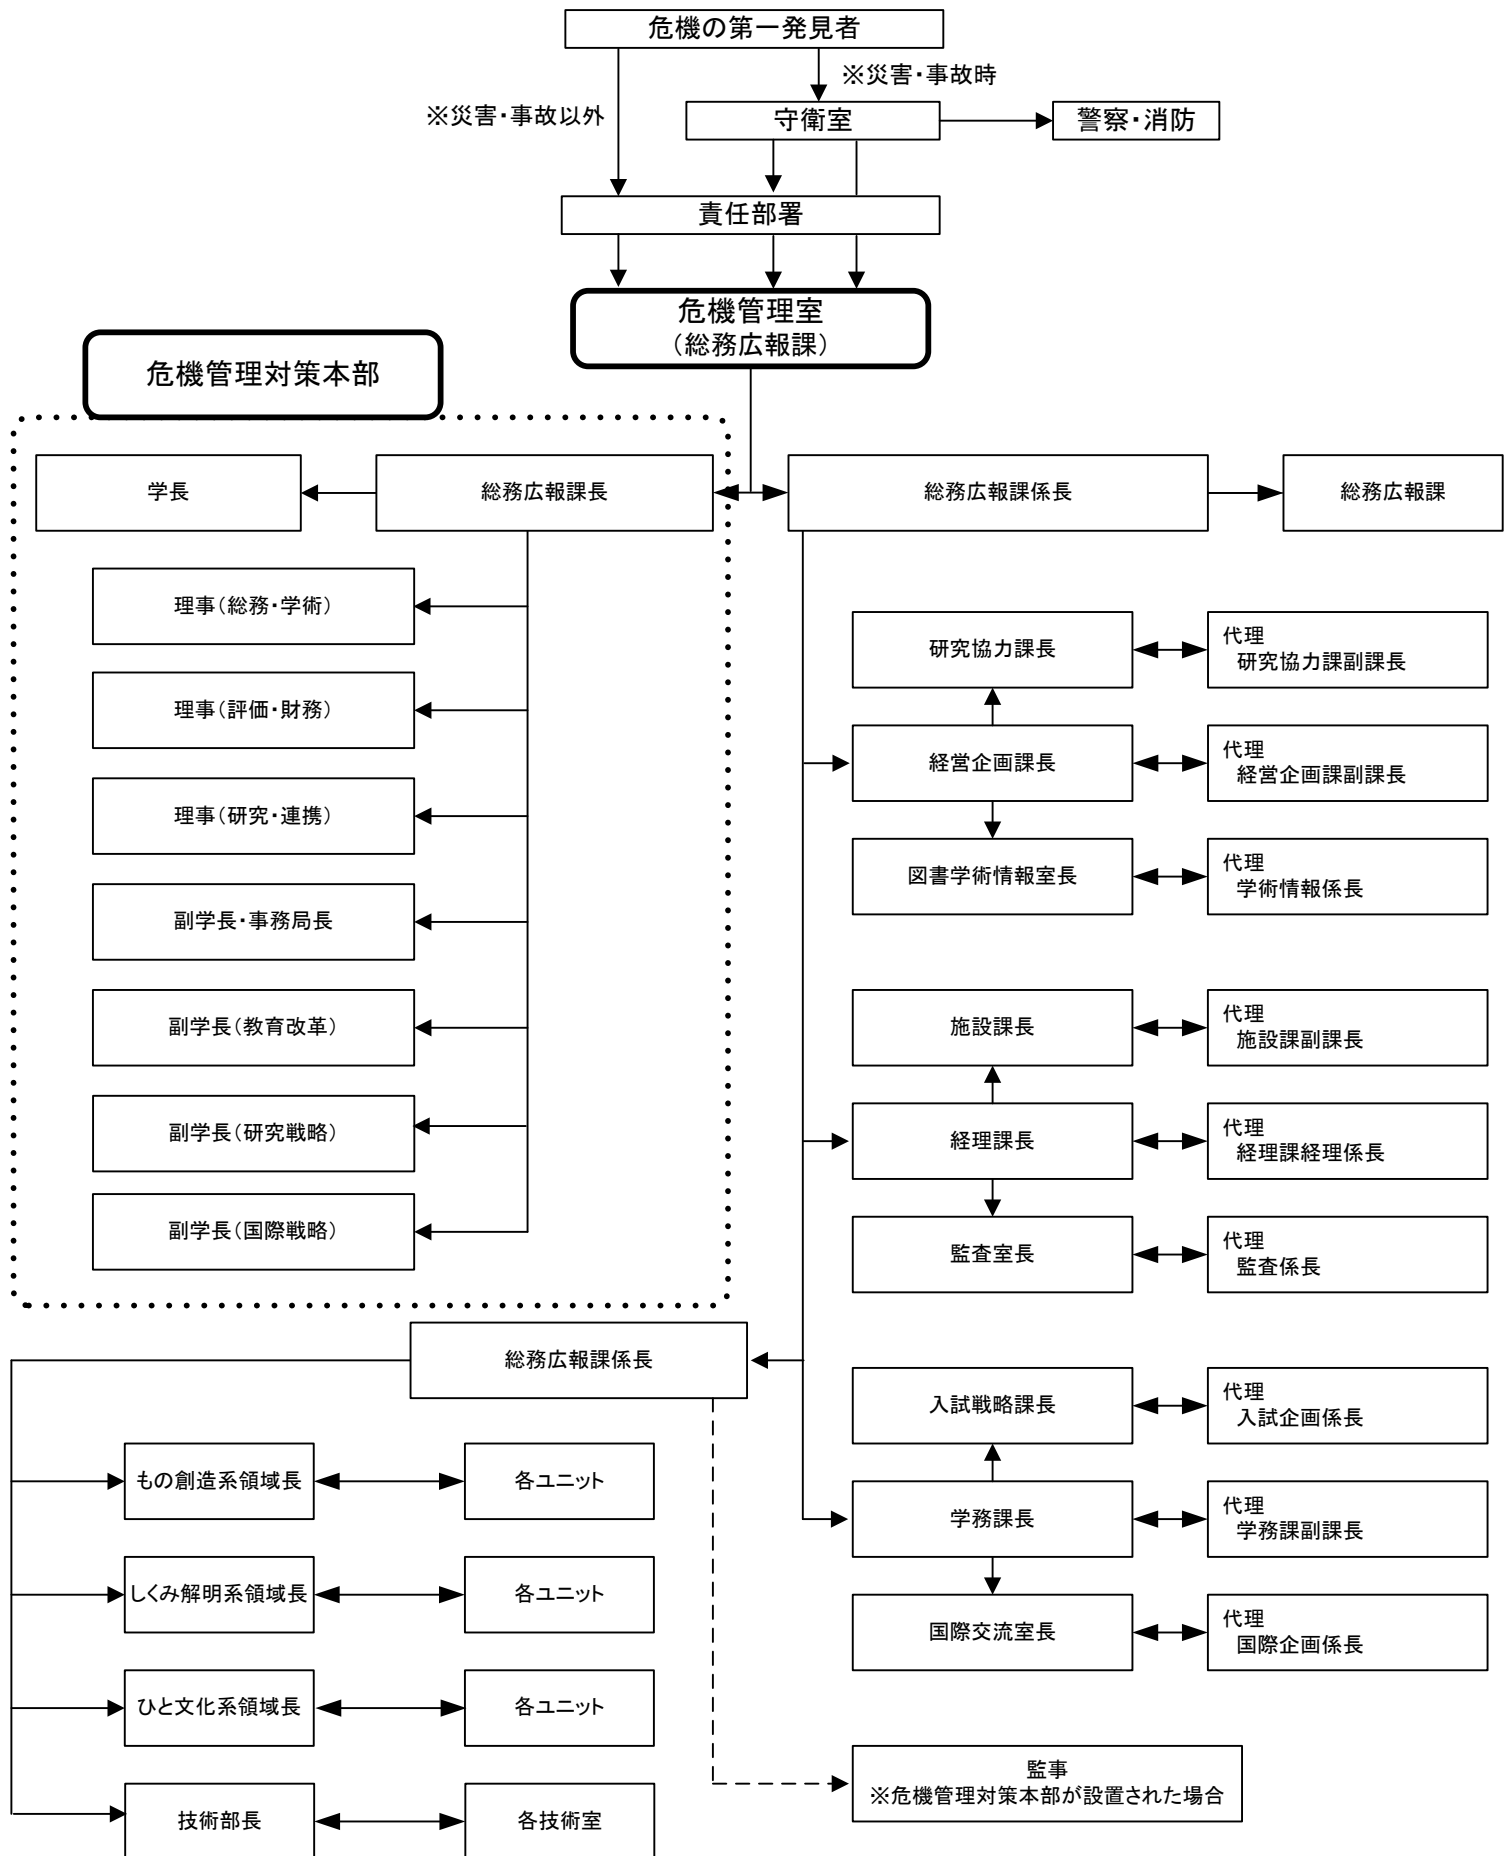 危機の第一発見者
※災害・事故時
※災害・事故以外
守衛室
警察・消防
責任部署
危機管理室
（総務広報課）
危機管理対策本部
学長
総務広報課長
総務広報課係長
総務広報課
理事（総務・学術）
理事（評価・財務）
理事（研究・連携）
副学長・事務局長
副学長（教育改革）
副学長（研究戦略）
副学長（国際戦略）
研究協力課長
代理
研究協力課副課長
経営企画課長
代理
経営企画課副課長
図書学術情報室長
代理
学術情報係長
施設課長
代理
施設課副課長
経理課長
代理
経理課経理係長
監査室長
代理
監査係長
総務広報課係長
入試戦略課長
代理
入試企画係長
学務課長
代理
学務課副課長
国際交流室長
代理
国際企画係長
もの創造系領域長
各ユニット
しくみ解明系領域長
各ユニット
ひと文化系領域長
各ユニット
技術部長
各技術室
監事
※危機管理対策本部が設置された場合